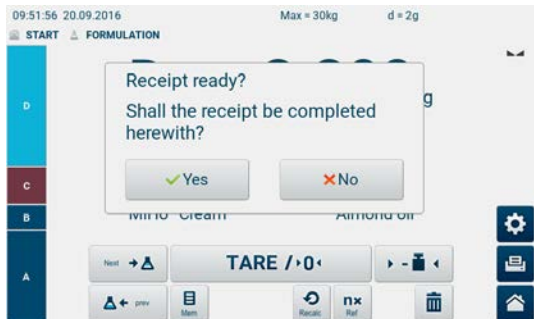 09:51:56 20.09.2016 Max = 30kg d = 2g
START FORMULATION
D
g
Receipt ready?
Shall the receipt be completed
herewith?
Yes No
C
B
Cream Almond oil
A
Next TARE / 0
prev Mem Recalc n× Ref